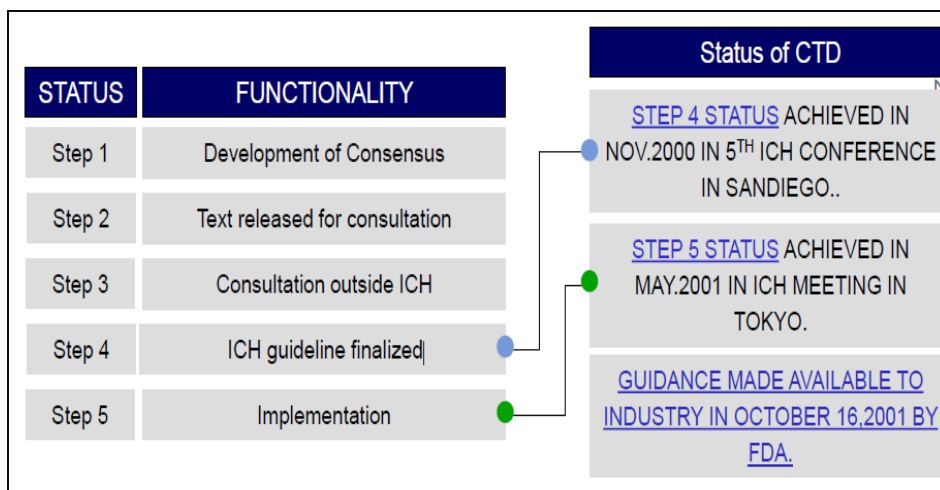 STATUS FUNCTIONALITY
Step 1 Development of Consensus
Step 2 Text released for consultation
Step 3 Consultation outside ICH
Step 4 ICH guideline finalized
Step 5 Implementation
Status of CTD
STEP 4 STATUS ACHIEVED IN
NOV.2000 IN 5TH ICH CONFERENCE
IN SANDIEGO..
STEP 5 STATUS ACHIEVED IN
MAY.2001 IN ICH MEETING IN
TOKYO.
GUIDANCE MADE AVAILABLE TO
INDUSTRY IN OCTOBER 16,2001 BY
FDA.